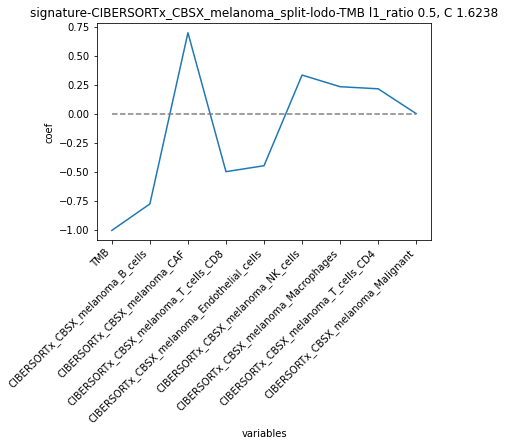 signature-CIBERSORTx_CBSX_melanoma_split-lodo-TMB l1_ratio 0.5, C 1.6238
0.75
0.50
0.25
0.00
−0.25
−0.50
−0.75
−1.00
coef
TMB
CIBERSORTx_CBSX_melanoma_B_cells
CIBERSORTx_CBSX_melanoma_CAF
CIBERSORTx_CBSX_melanoma_T_cells_CD8
CIBERSORTx_CBSX_melanoma_Endothelial_cells
CIBERSORTx_CBSX_melanoma_NK_cells
CIBERSORTx_CBSX_melanoma_Macrophages
CIBERSORTx_CBSX_melanoma_T_cells_CD4
CIBERSORTx_CBSX_melanoma_Malignant
variables